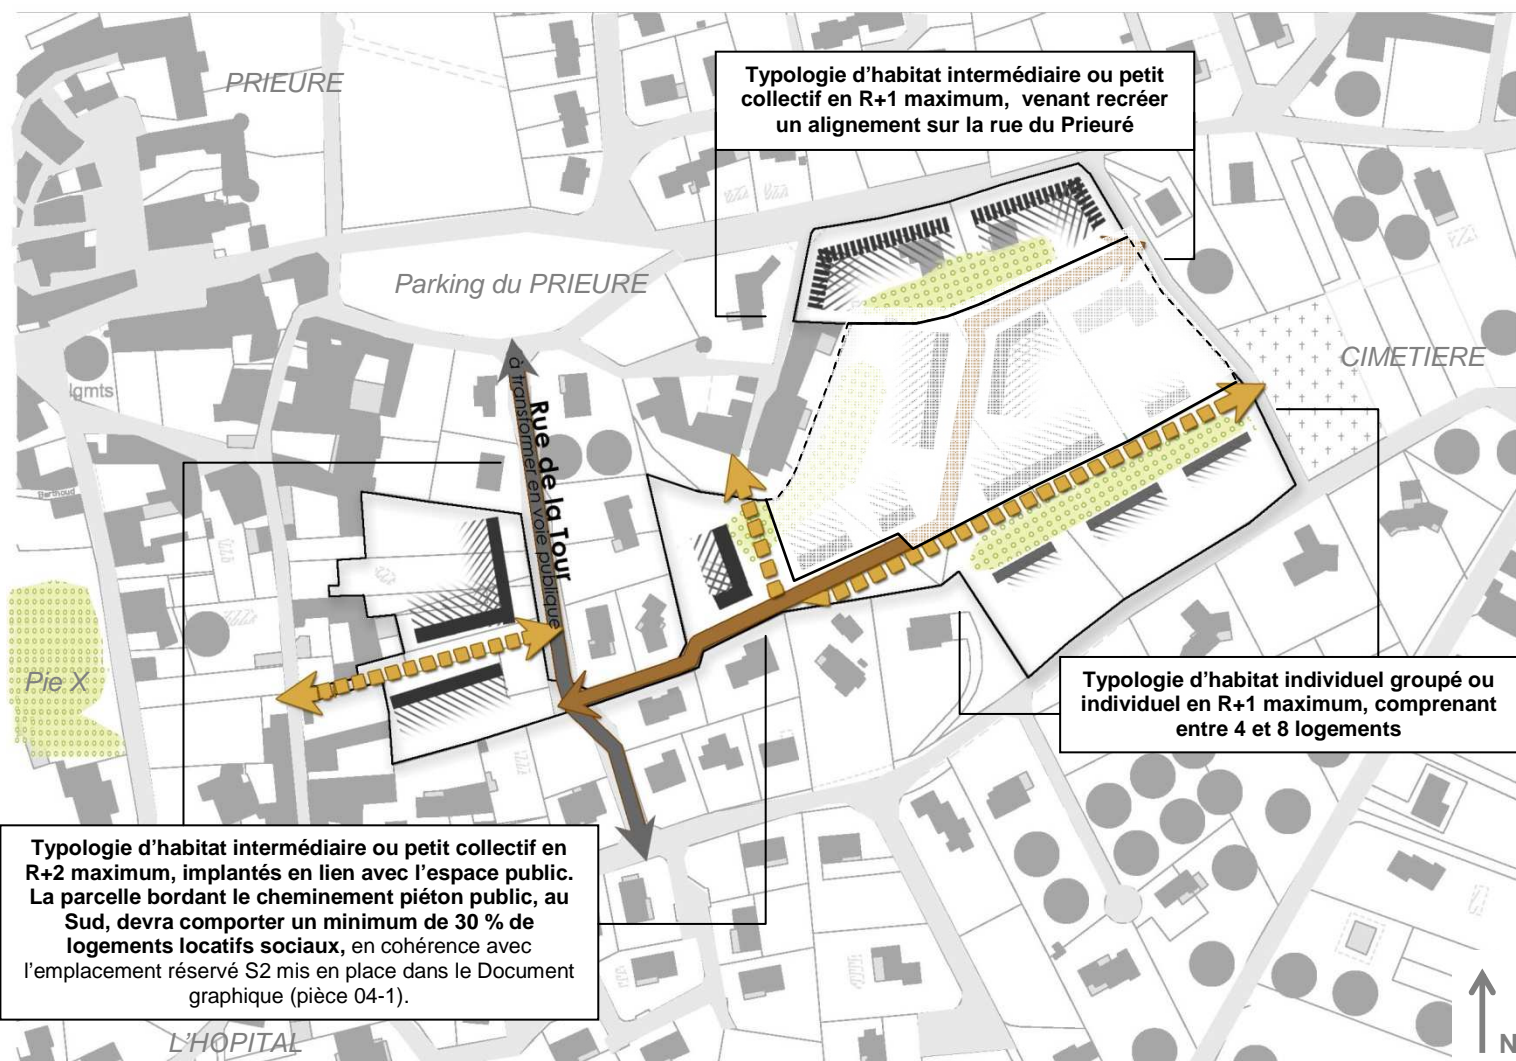 PRIEURE
Typologie d'habitat intermédiaire ou petit
collectif en R+1 maximum, venant recréer
un alignement sur la rue du Prieuré
Parking du PRIEURE
CIMETIERE
lgmts
Rue de la Tour
à transformer en voie publique
Berthoud
Pie X
Typologie d'habitat individuel groupé ou
individuel en R+1 maximum, comprenant
entre 4 et 8 logements
Typologie d'habitat intermédiaire ou petit collectif en
R+2 maximum, implantés en lien avec l'espace public.
La parcelle bordant le cheminement piéton public, au
Sud, devra comporter un minimum de 30 % de
logements locatifs sociaux, en cohérence avec
l'emplacement réservé S2 mis en place dans le Document
graphique (pièce 04-1).
L'HOPITAL
N